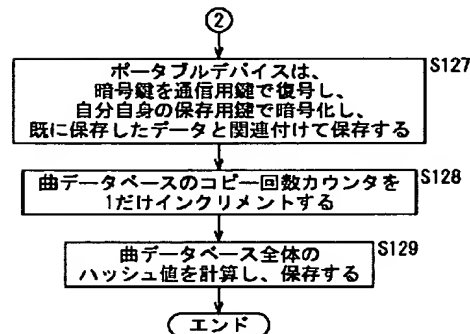 ②
S127
ポータブルデバイスは、
暗号鍵を通信用鍵で復号し、
自分自身の保存用鍵で暗号化し、
既に保存したデータと関連付けて保存する
S128
曲データベースのコピー回数カウンタを
1だけインクリメントする
S129
曲データベース全体の
ハッシュ値を計算し、保存する
エンド